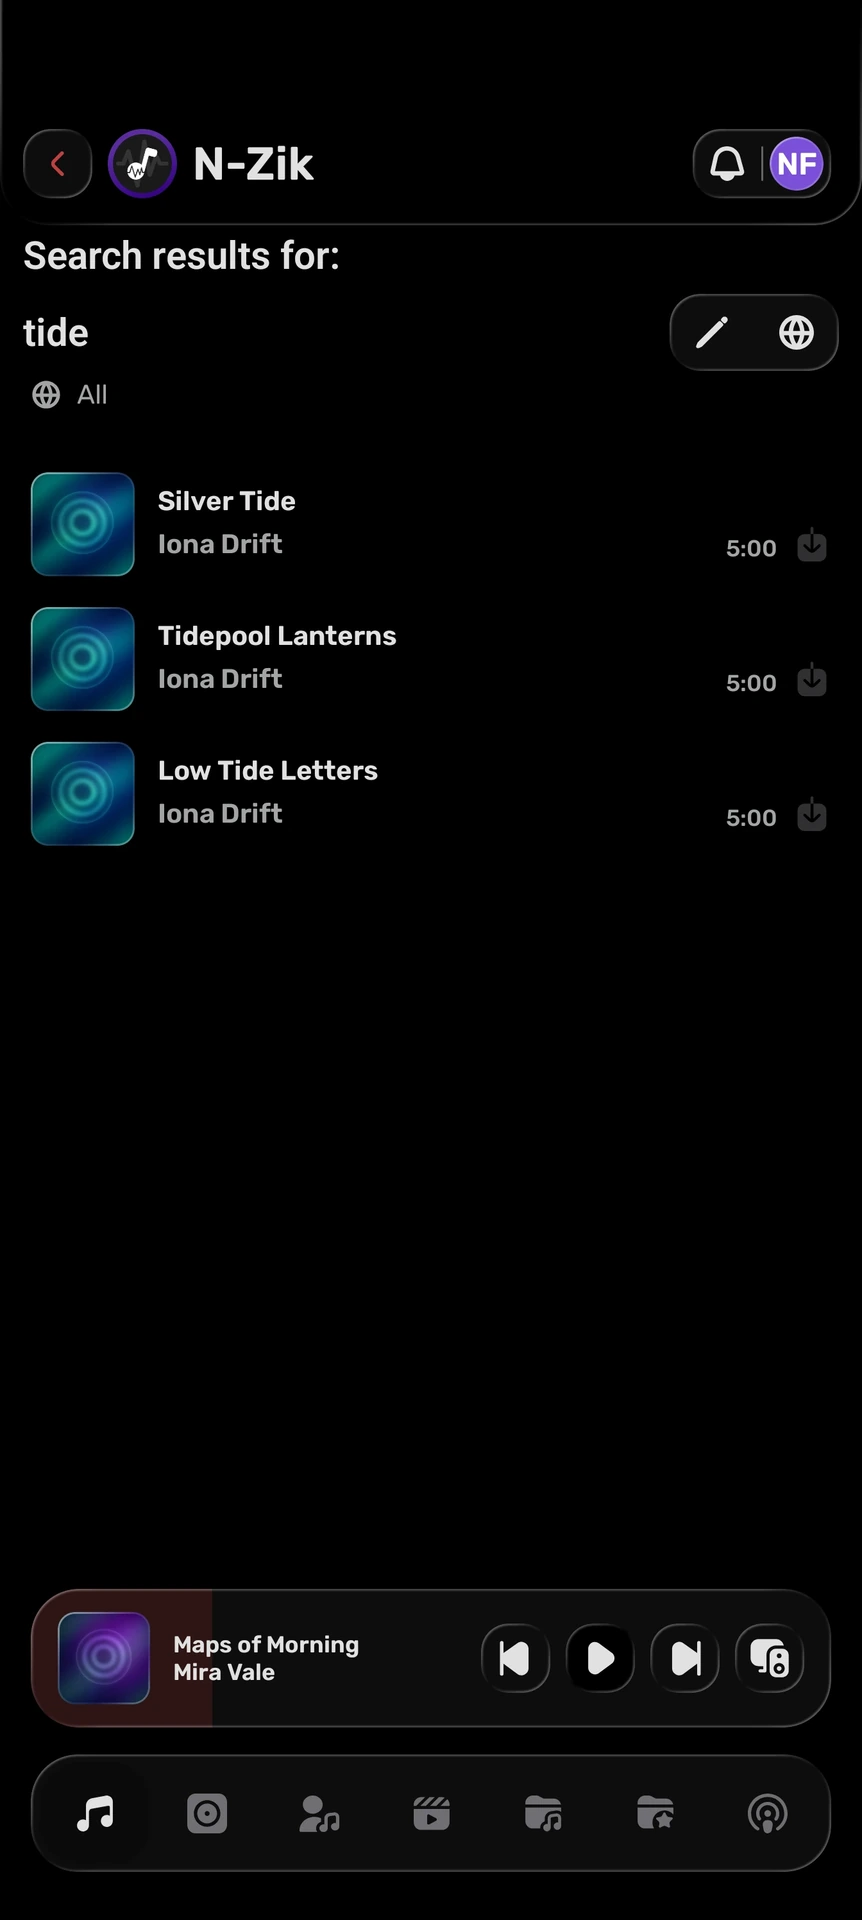 N-Zik
NF
Search results for:
tide
All
Silver Tide
Iona Drift
5:00
Tidepool Lanterns
Iona Drift
5:00
Low Tide Letters
Iona Drift
5:00
Maps of Morning
Mira Vale